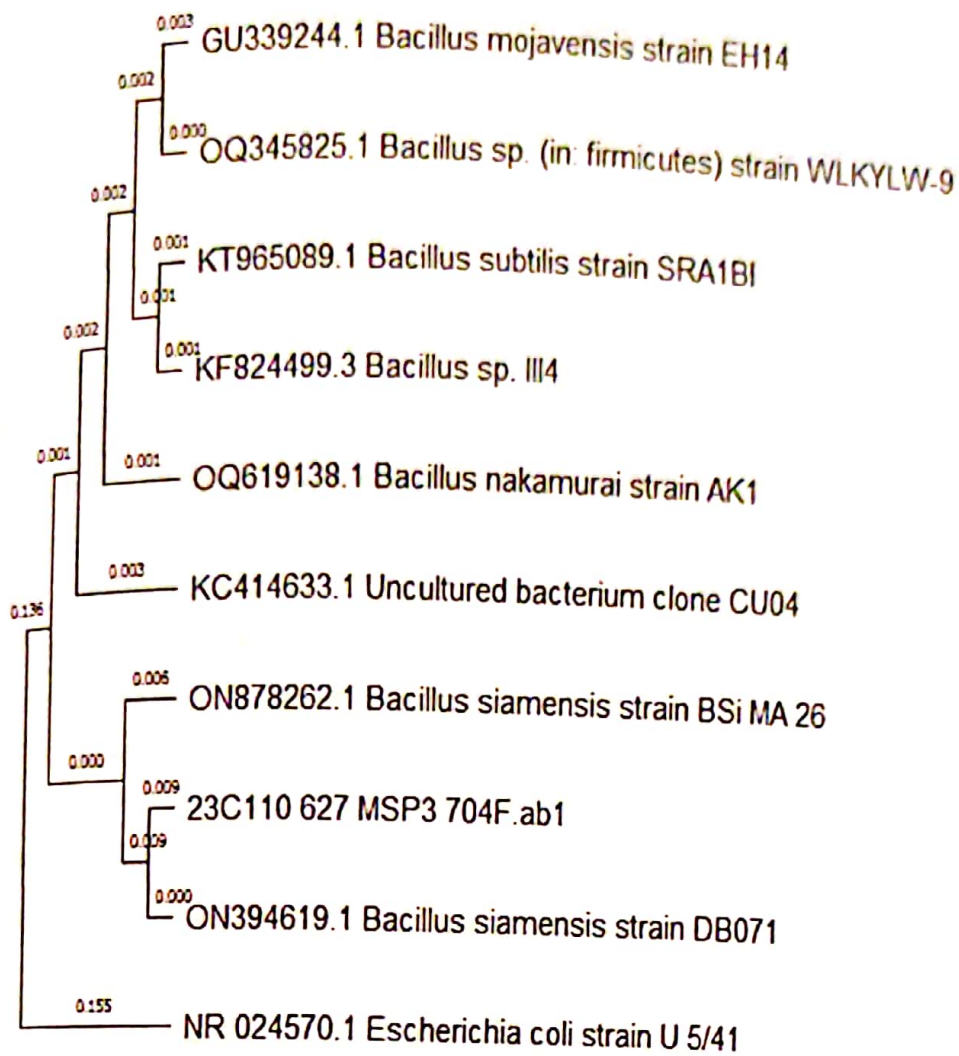 0.003
GU339244.1 Bacillus mojavensis strain EH14
0.002
0.000
OQ345825.1 Bacillus sp. (in: firmicutes) strain WLKYLW-9
0.002
0.001
KT965089.1 Bacillus subtilis strain SRA1BI
0.001
0.002
0.001
KF824499.3 Bacillus sp. III4
0.001
0.001
OQ619138.1 Bacillus nakamurai strain AK1
0.003
KC414633.1 Uncultured bacterium clone CU04
0.136
0.006
ON878262.1 Bacillus siamensis strain BSi MA 26
0.000
0.009
23C110 627 MSP3 704F.ab1
0.009
0.000
ON394619.1 Bacillus siamensis strain DB071
0.155
NR 024570.1 Escherichia coli strain U 5/41